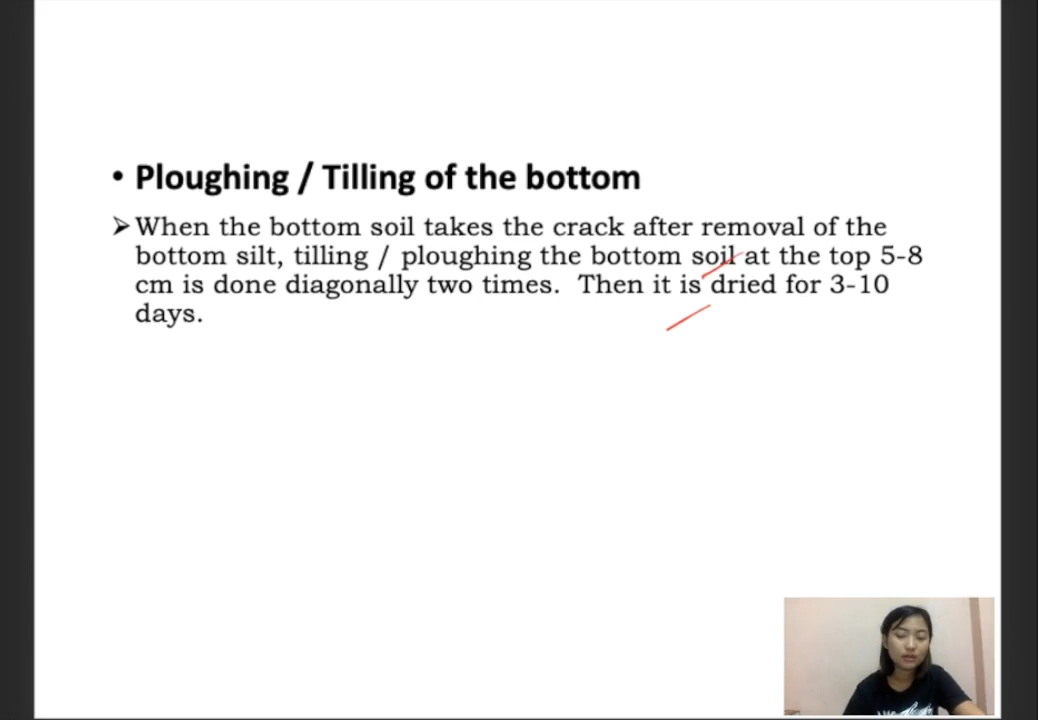 • Ploughing / Tilling of the bottom
➢ When the bottom soil takes the crack after removal of the
bottom silt, tilling / ploughing the bottom soil at the top 5-8
cm is done diagonally two times. Then it is dried for 3-10
days.